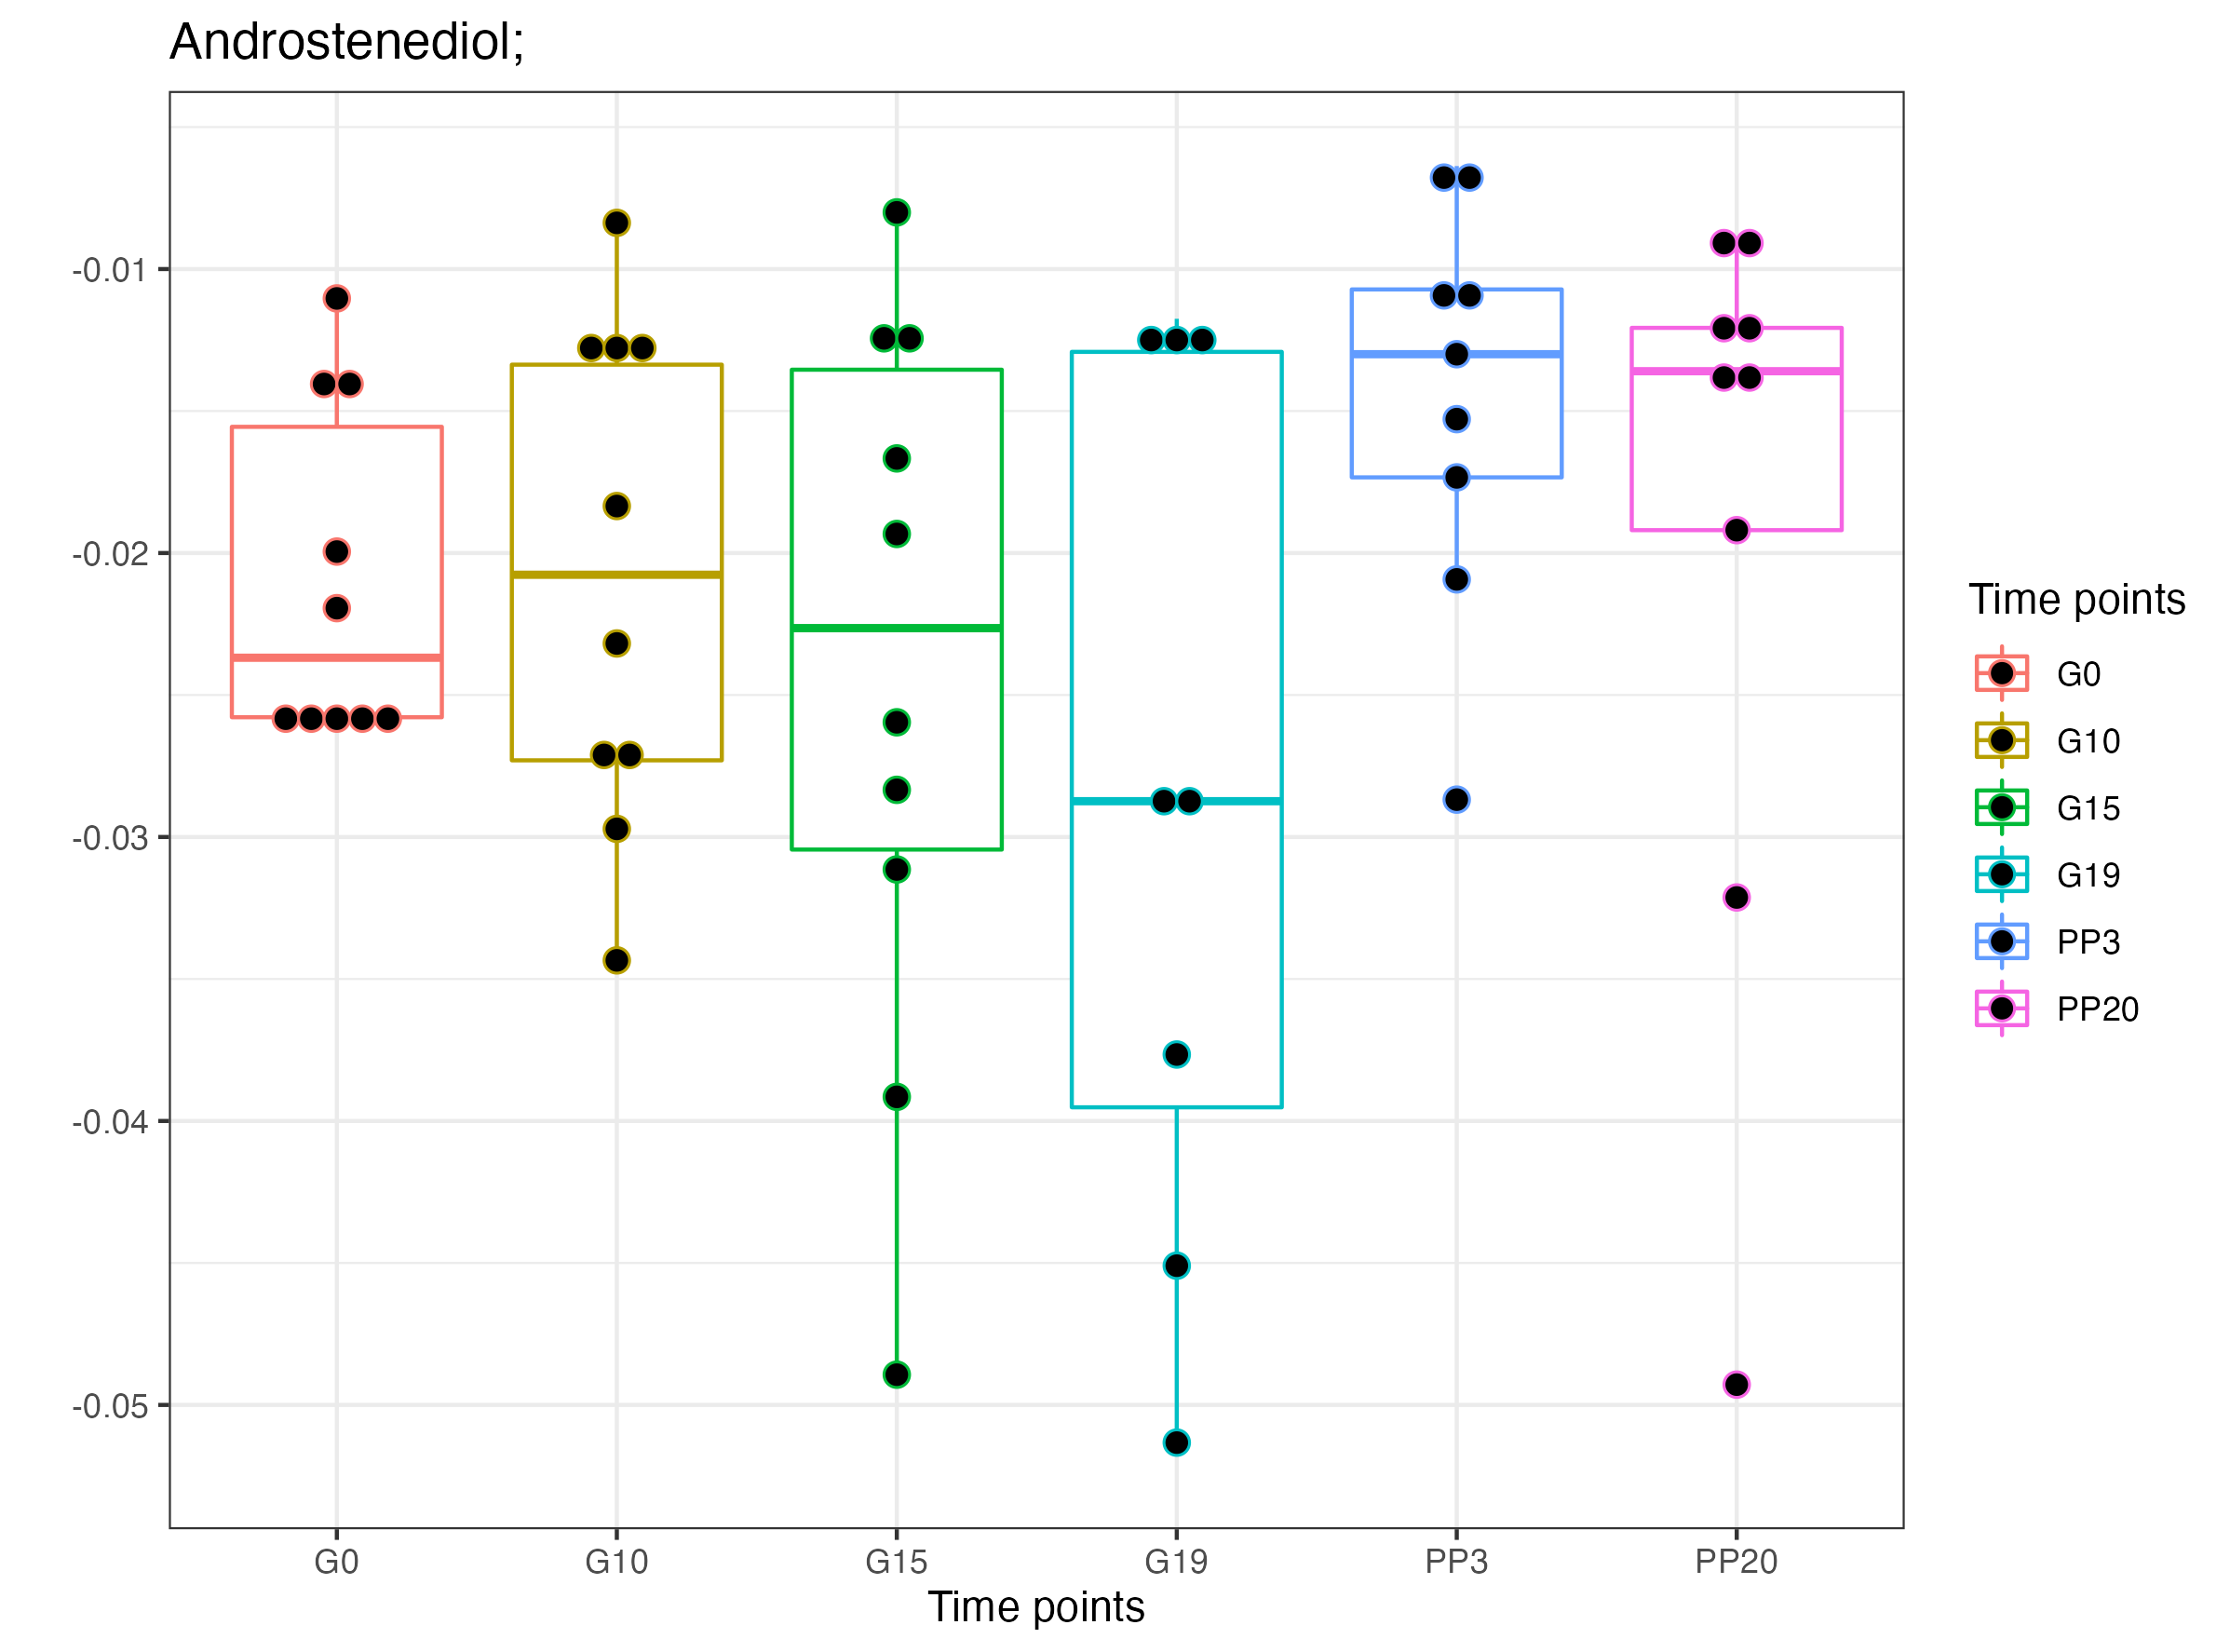 Androstenediol;
-0.01
-0.02
-0.03
-0.04
-0.05
G0 G10 G15 G19 PP3 PP20
Time points
Time points
G0
G10
G15
G19
PP3
PP20